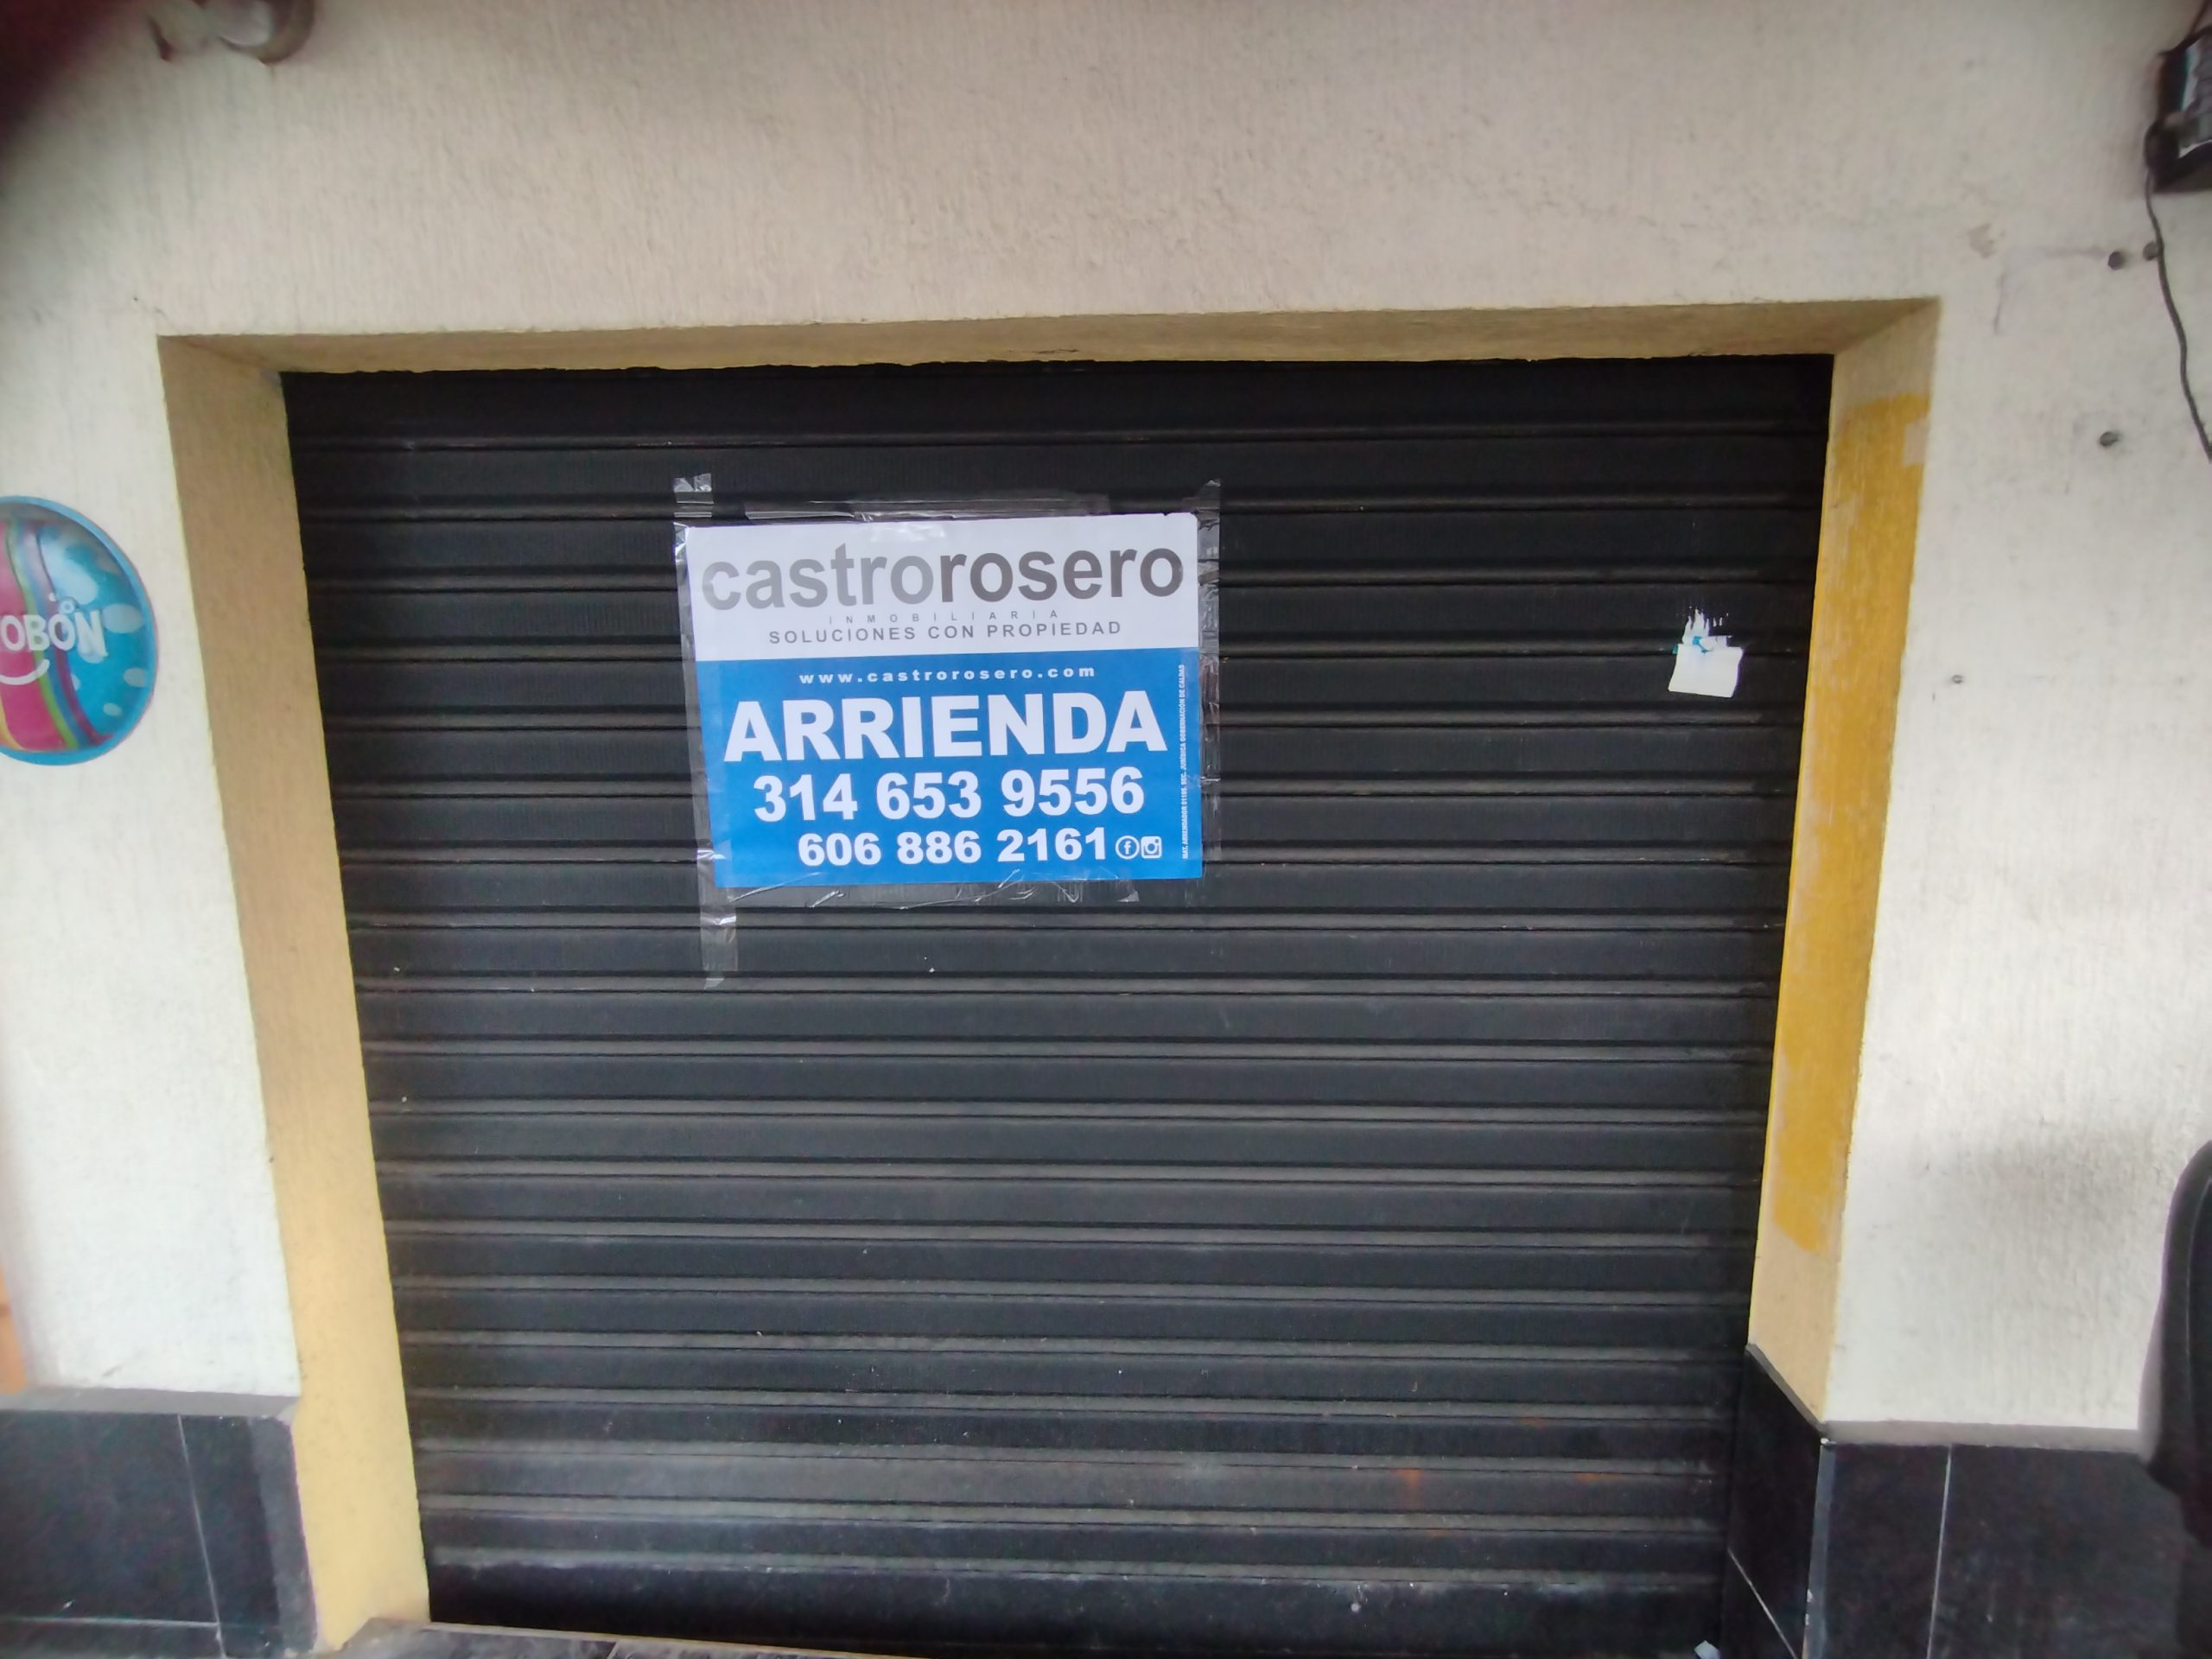 OBÓN
castrorosero
INMOBILIARIA
SOLUCIONES CON PROPIEDAD
www.castrorosero.com
ARRIENDA
314 653 9556
606 886 2161